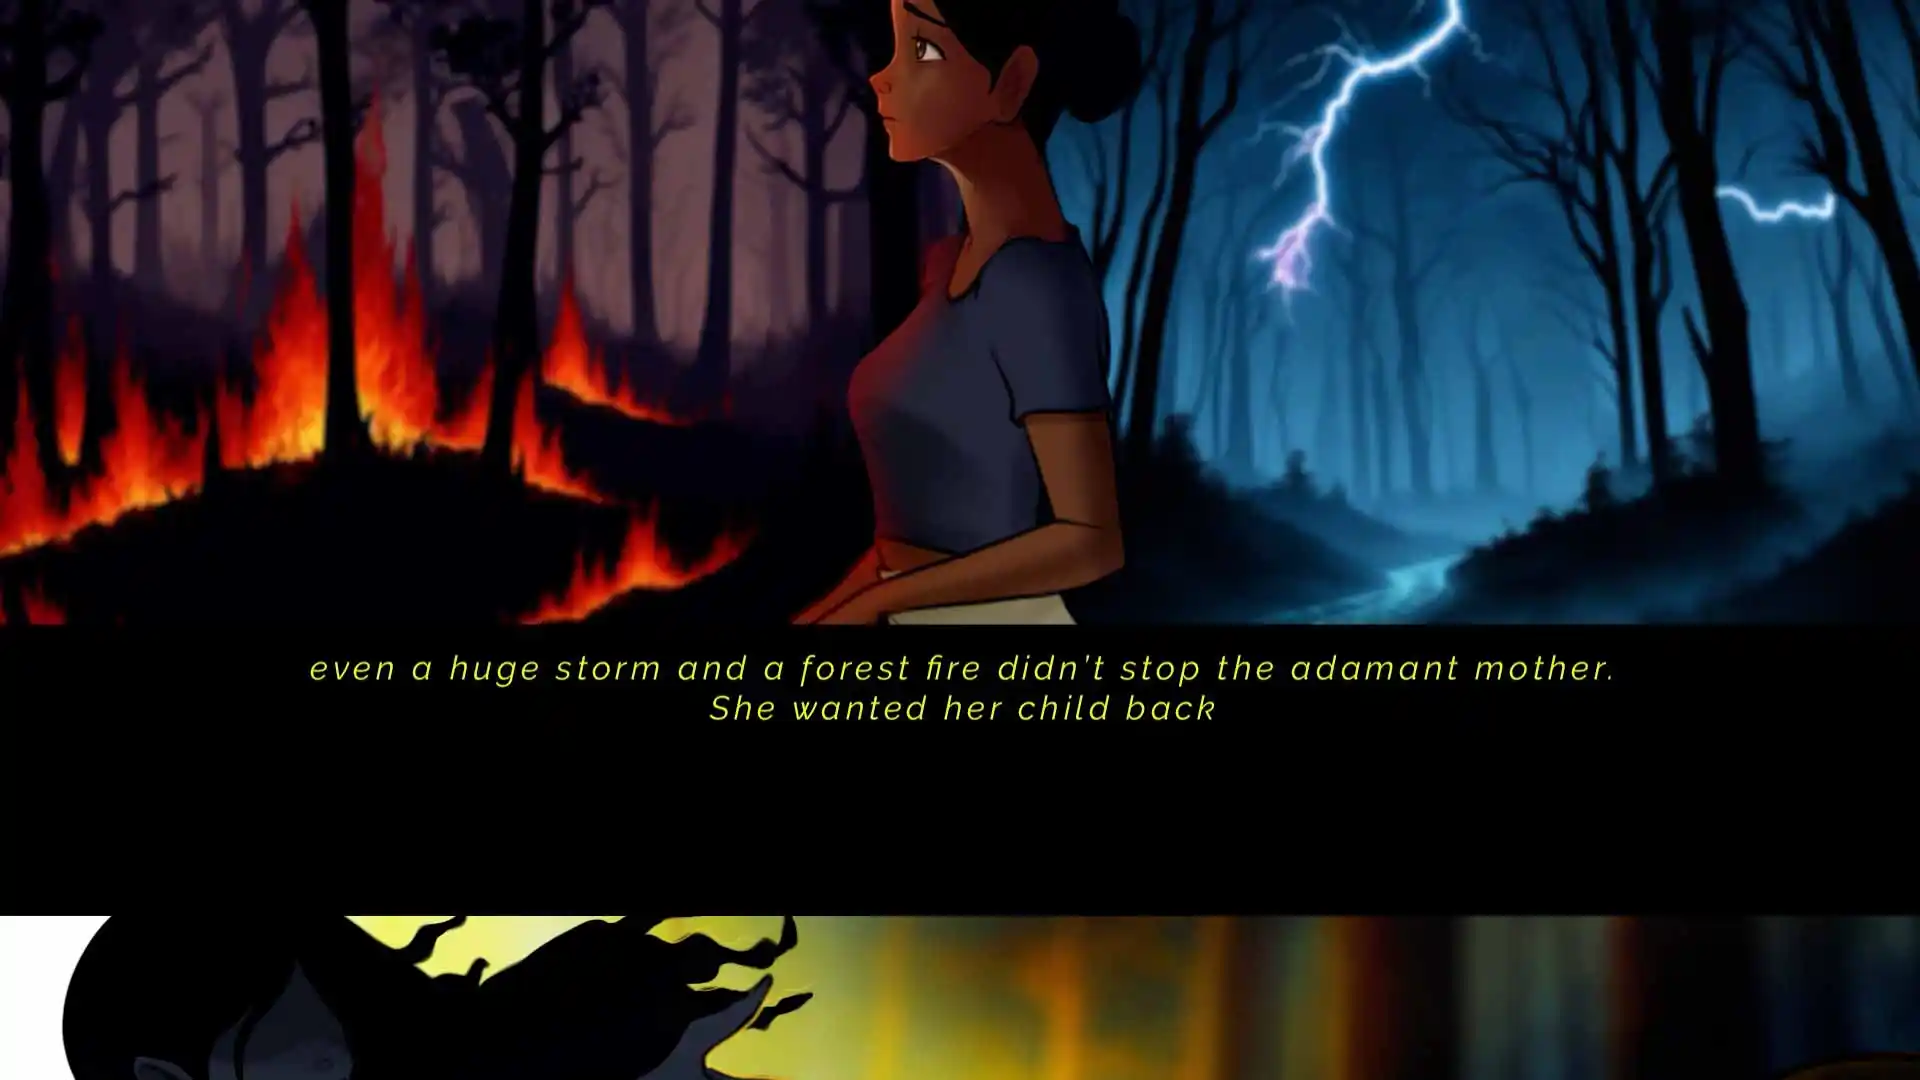 even a huge storm and a forest fire didn't stop the adamant mother.
She wanted her child back